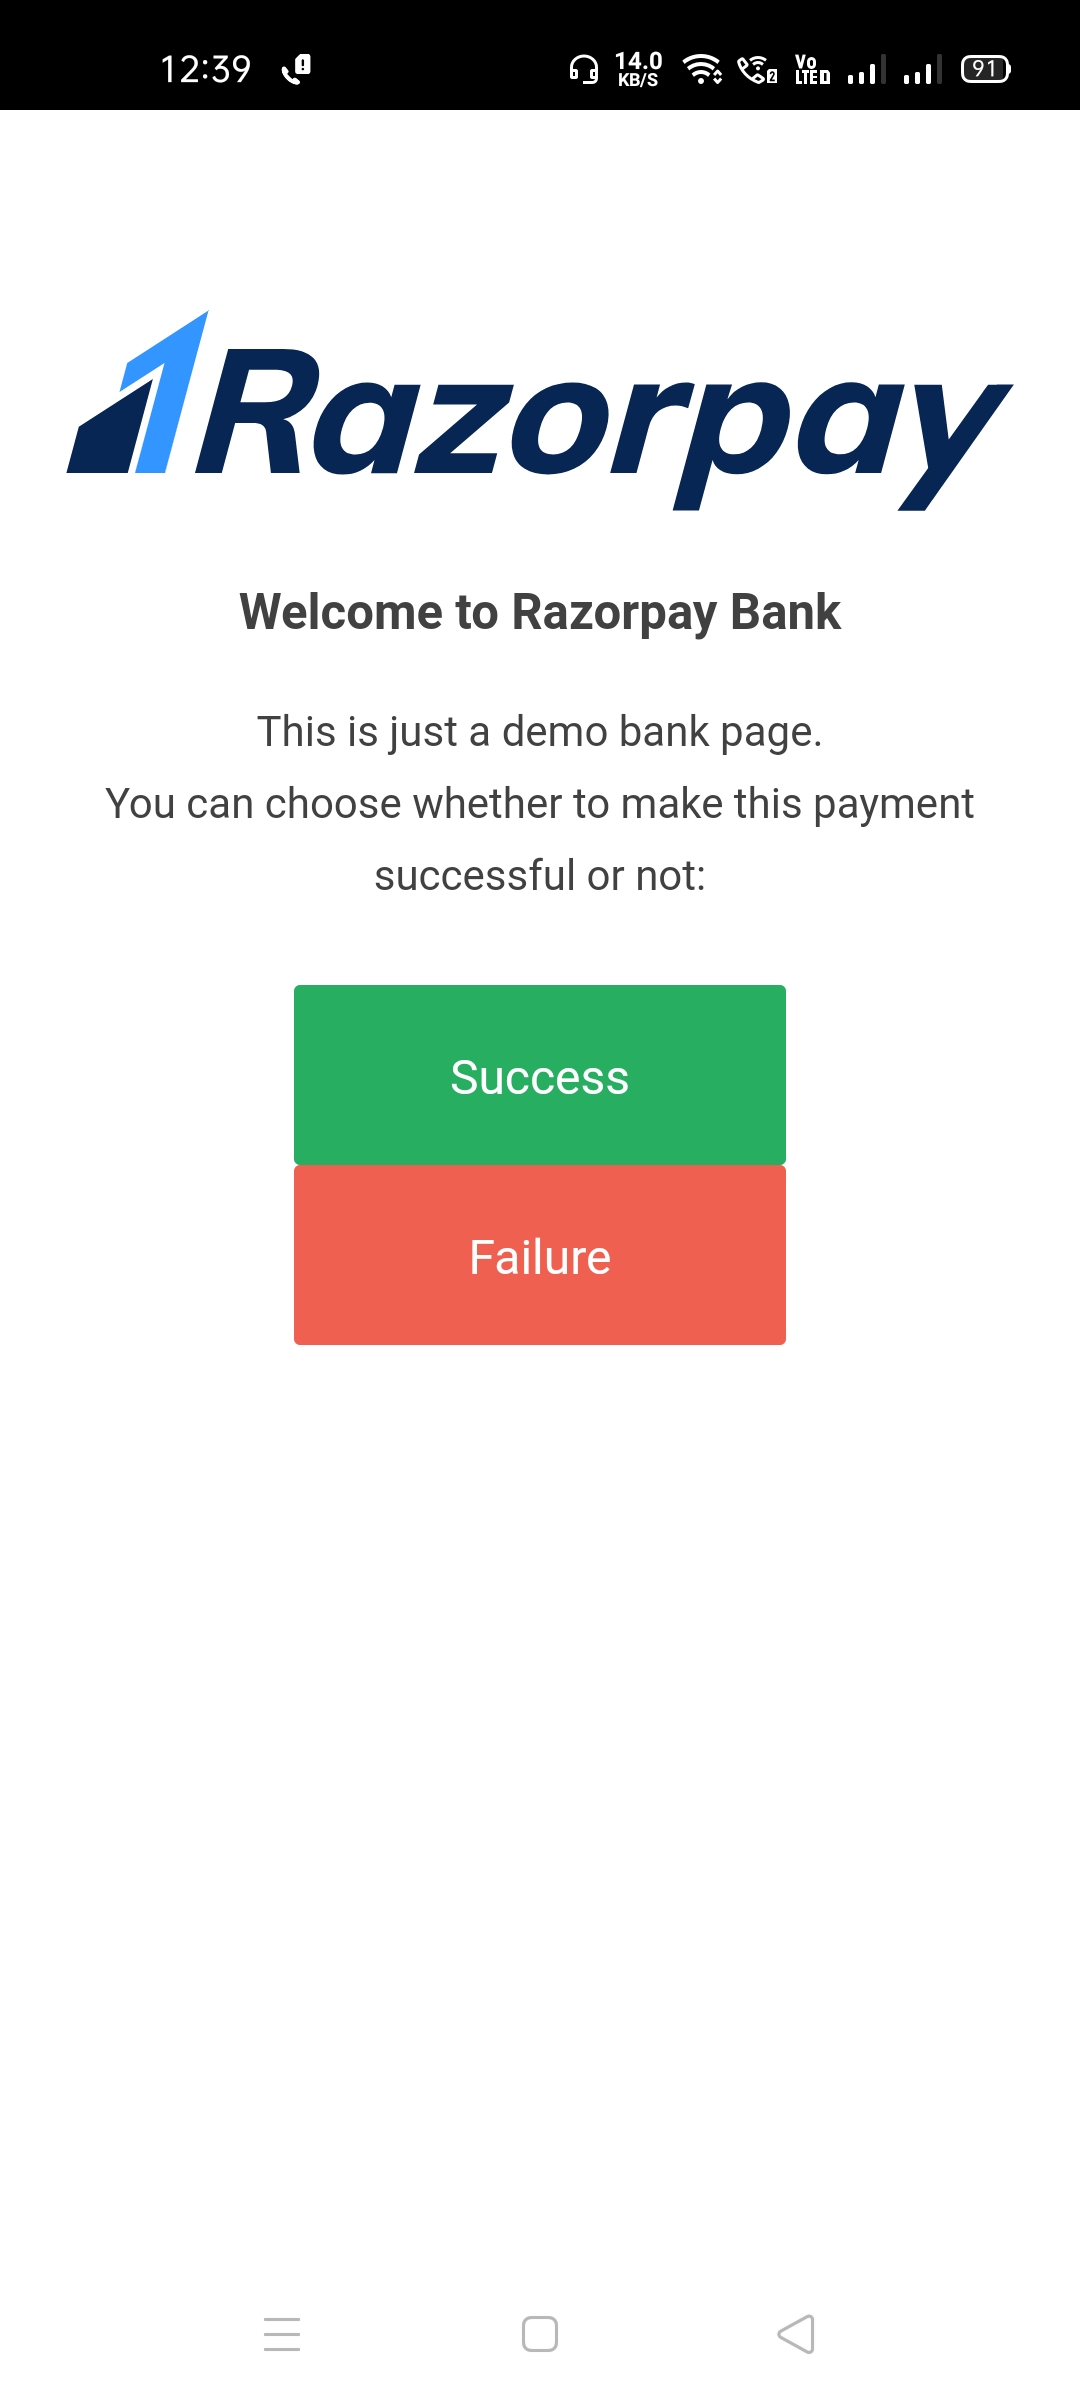 12:39
14.0
KB/S
2
Vo
LTE D
91
Razorpay
Welcome to Razorpay Bank
This is just a demo bank page.
You can choose whether to make this payment
successful or not:
Success
Failure